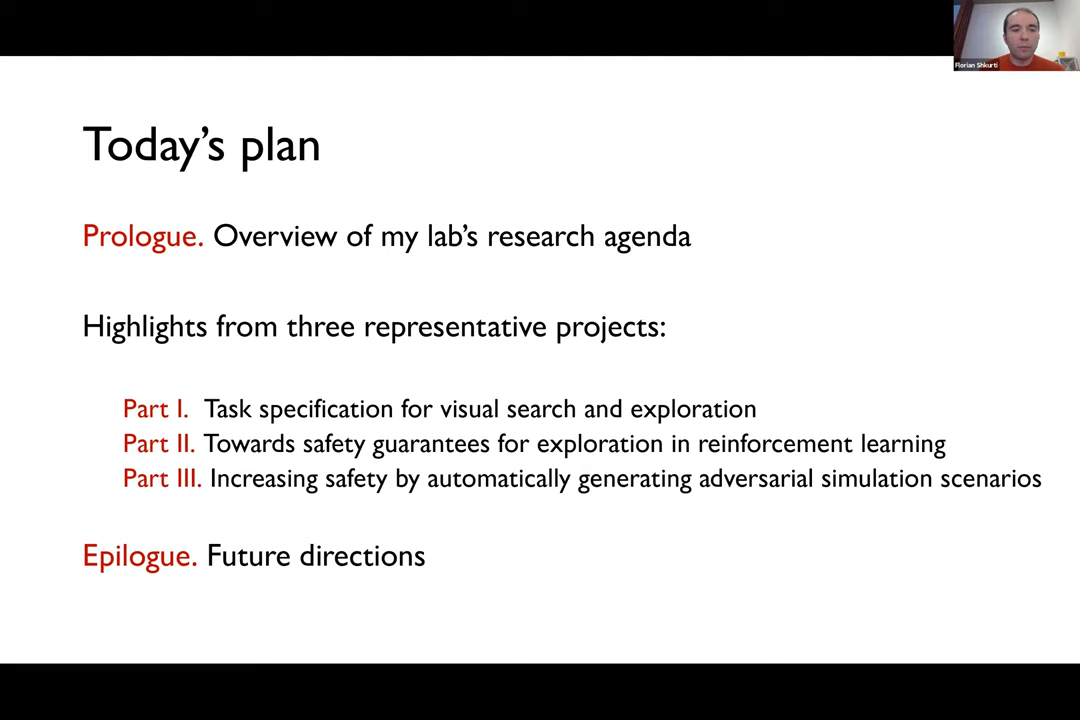 Florian Shkurti
Today's plan
Prologue. Overview of my lab's research agenda
Highlights from three representative projects:
Part I. Task specification for visual search and exploration
Part II. Towards safety guarantees for exploration in reinforcement learning
Part III. Increasing safety by automatically generating adversarial simulation scenarios
Epilogue. Future directions